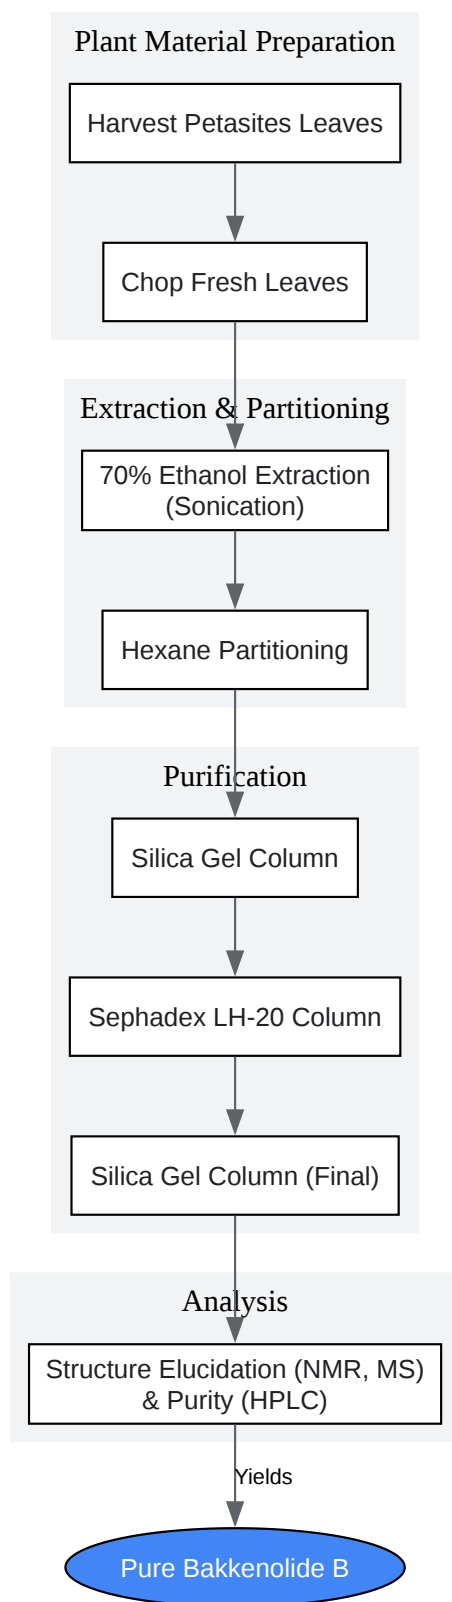 Plant Material Preparation
Harvest Petasites Leaves
Chop Fresh Leaves
Extraction & Partitioning
70% Ethanol Extraction
(Sonication)
Hexane Partitioning
Purification
Silica Gel Column
Sephadex LH-20 Column
Silica Gel Column (Final)
Analysis
Structure Elucidation (NMR, MS)
& Purity (HPLC)
Yields
Pure Bakkenolide B